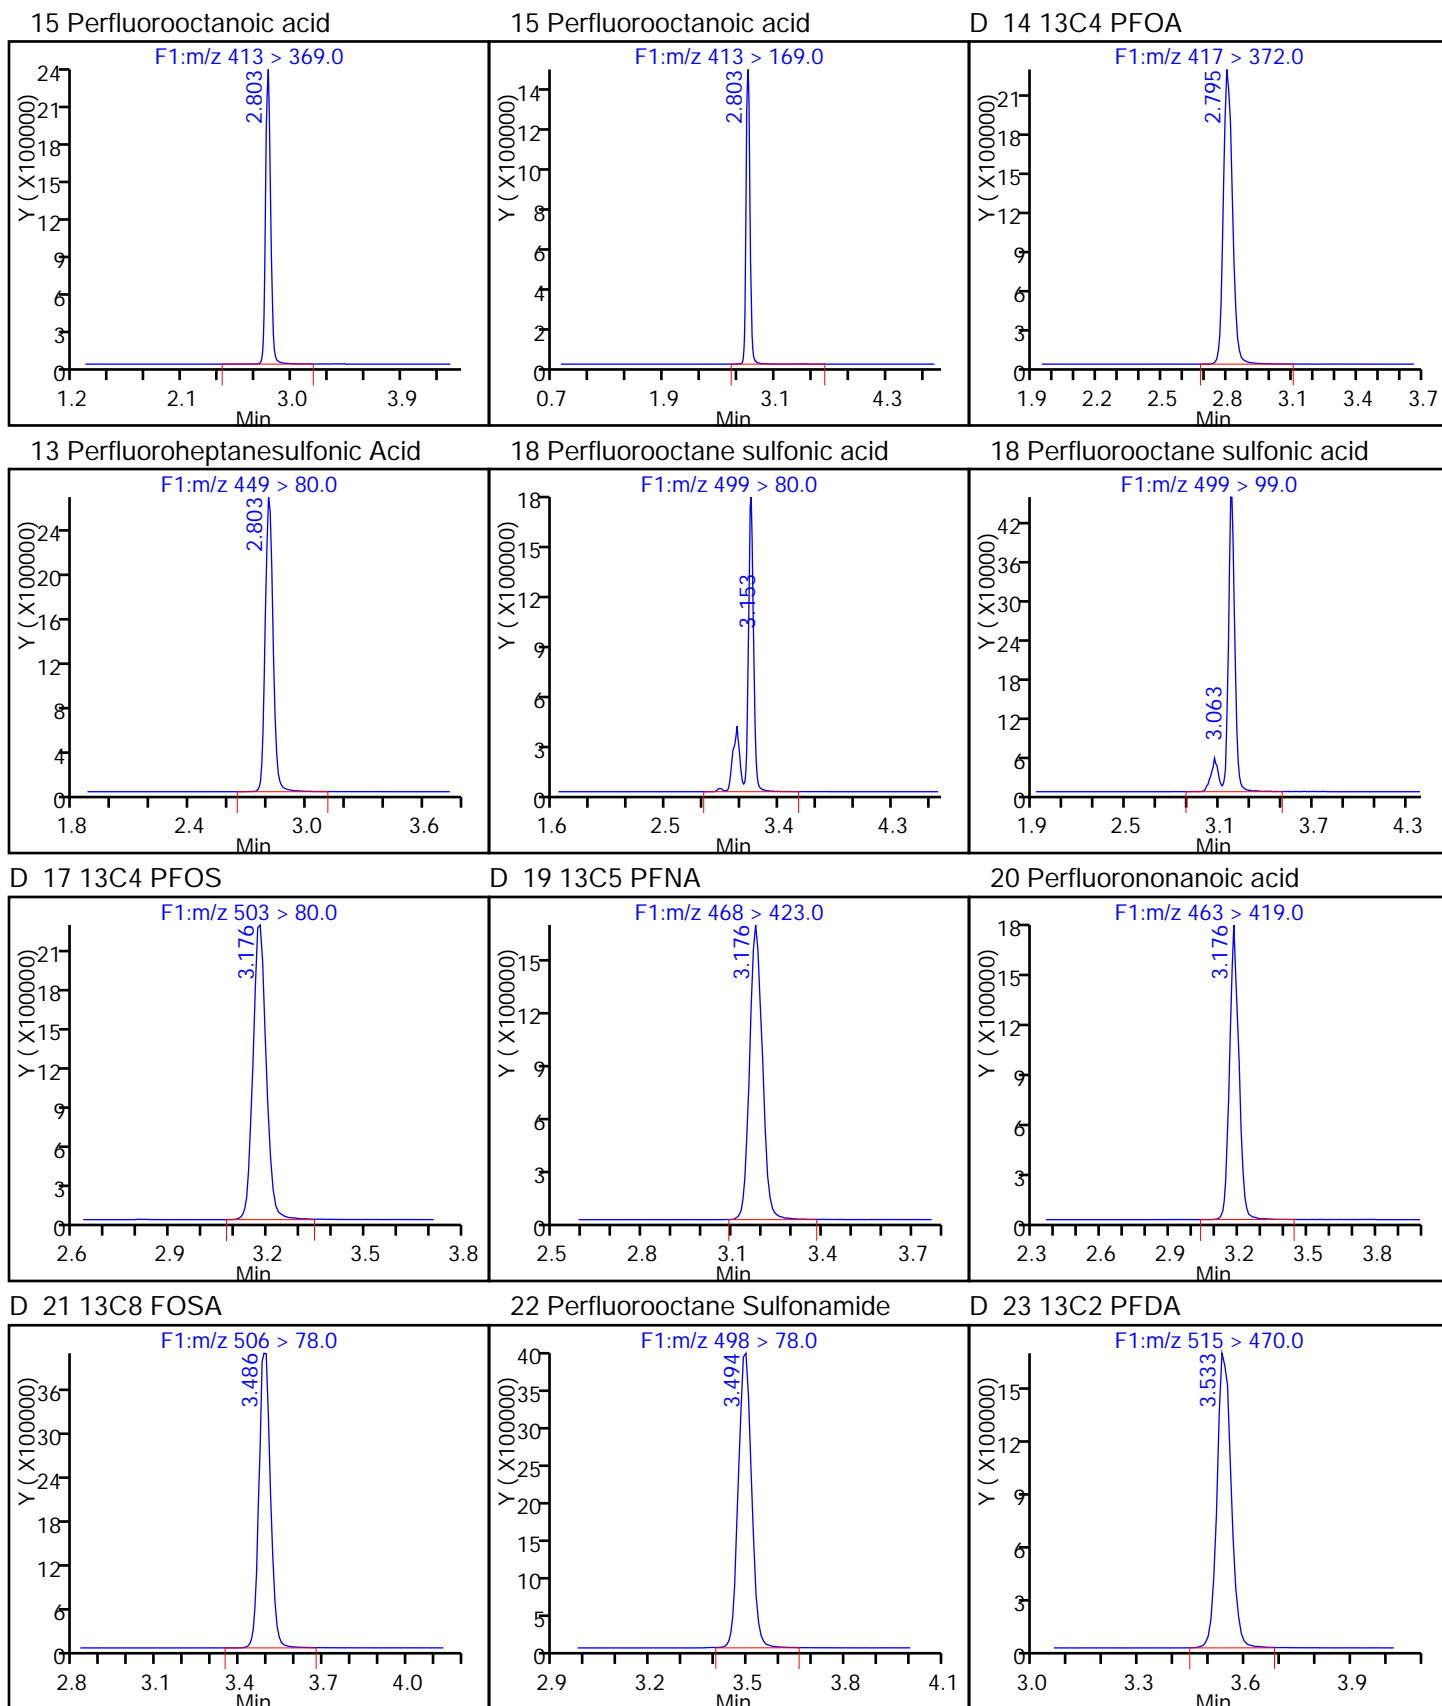 15 Perfluorooctanoic acid
F1:m/z 413 > 369.0
2.803
Y ( X100000)
24
21
18
15
12
9
6
3
0
1.2 2.1 3.0 3.9
Min
15 Perfluorooctanoic acid
F1:m/z 413 > 169.0
2.803
Y ( X100000)
14
12
10
8
6
4
2
0
0.7 1.9 3.1 4.3
Min
D 14 13C4 PFOA
F1:m/z 417 > 372.0
2.795
Y ( X100000)
21
18
15
12
9
6
3
0
1.9 2.2 2.5 2.8 3.1 3.4 3.7
Min
13 Perfluoroheptanesulfonic Acid
F1:m/z 449 > 80.0
2.803
Y ( X100000)
24
20
16
12
8
4
0
1.8 2.4 3.0 3.6
Min
18 Perfluorooctane sulfonic acid
F1:m/z 499 > 80.0
3.153
Y ( X100000)
18
15
12
9
6
3
0
1.6 2.5 3.4 4.3
Min
18 Perfluorooctane sulfonic acid
F1:m/z 499 > 99.0
3.063
Y ( X100000)
42
36
30
24
18
12
6
0
1.9 2.5 3.1 3.7 4.3
Min
D 17 13C4 PFOS
F1:m/z 503 > 80.0
3.176
Y ( X100000)
21
18
15
12
9
6
3
0
2.6 2.9 3.2 3.5 3.8
Min
D 19 13C5 PFNA
F1:m/z 468 > 423.0
3.176
Y ( X100000)
15
12
9
6
3
0
2.5 2.8 3.1 3.4 3.7
Min
20 Perfluorononanoic acid
F1:m/z 463 > 419.0
3.176
Y ( X100000)
18
15
12
9
6
3
0
2.3 2.6 2.9 3.2 3.5 3.8
Min
D 21 13C8 FOSA
F1:m/z 506 > 78.0
3.486
Y ( X100000)
36
30
24
18
12
6
0
2.8 3.1 3.4 3.7 4.0
Min
22 Perfluorooctane Sulfonamide
F1:m/z 498 > 78.0
3.494
Y ( X100000)
40
35
30
25
20
15
10
5
0
2.9 3.2 3.5 3.8 4.1
Min
D 23 13C2 PFDA
F1:m/z 515 > 470.0
3.533
Y ( X100000)
15
12
9
6
3
0
3.0 3.3 3.6 3.9
Min